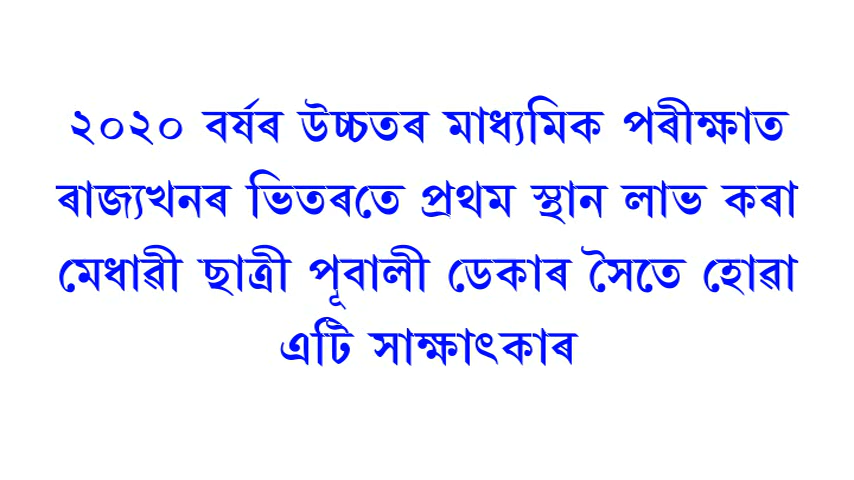 ২০২০ বৰ্ষৰ উচ্চতৰ মাধ্যমিক পৰীক্ষাত
ৰাজ্যখনৰ ভিতৰতে প্ৰথম স্থান লাভ কৰা
মেধাৱী ছাত্ৰী পূবালী ডেকাৰ সৈতে হোৱা
এটি সাক্ষাৎকাৰ